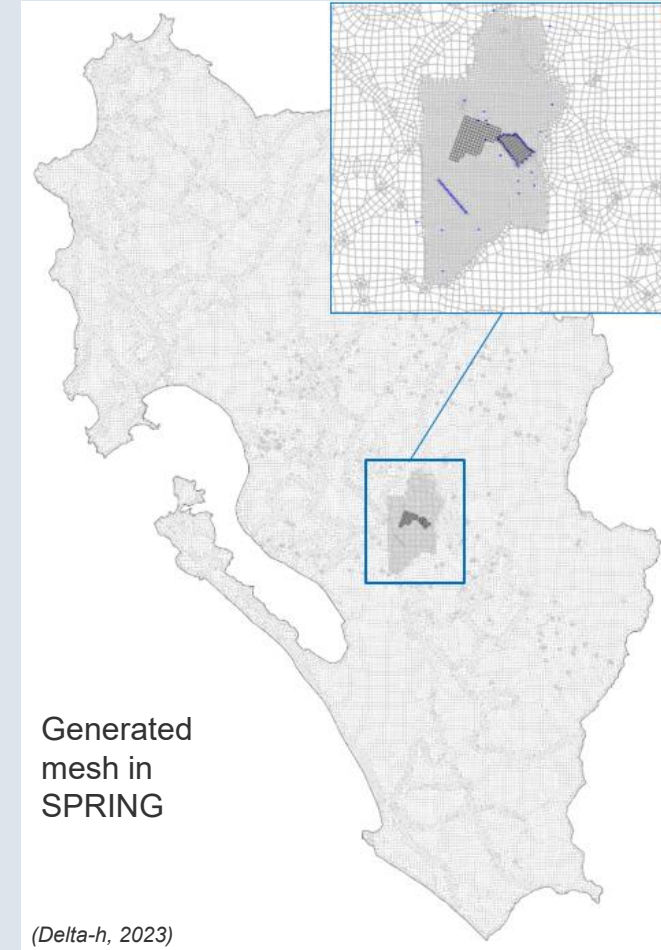 Generated
mesh in
SPRING
(Delta-h, 2023)